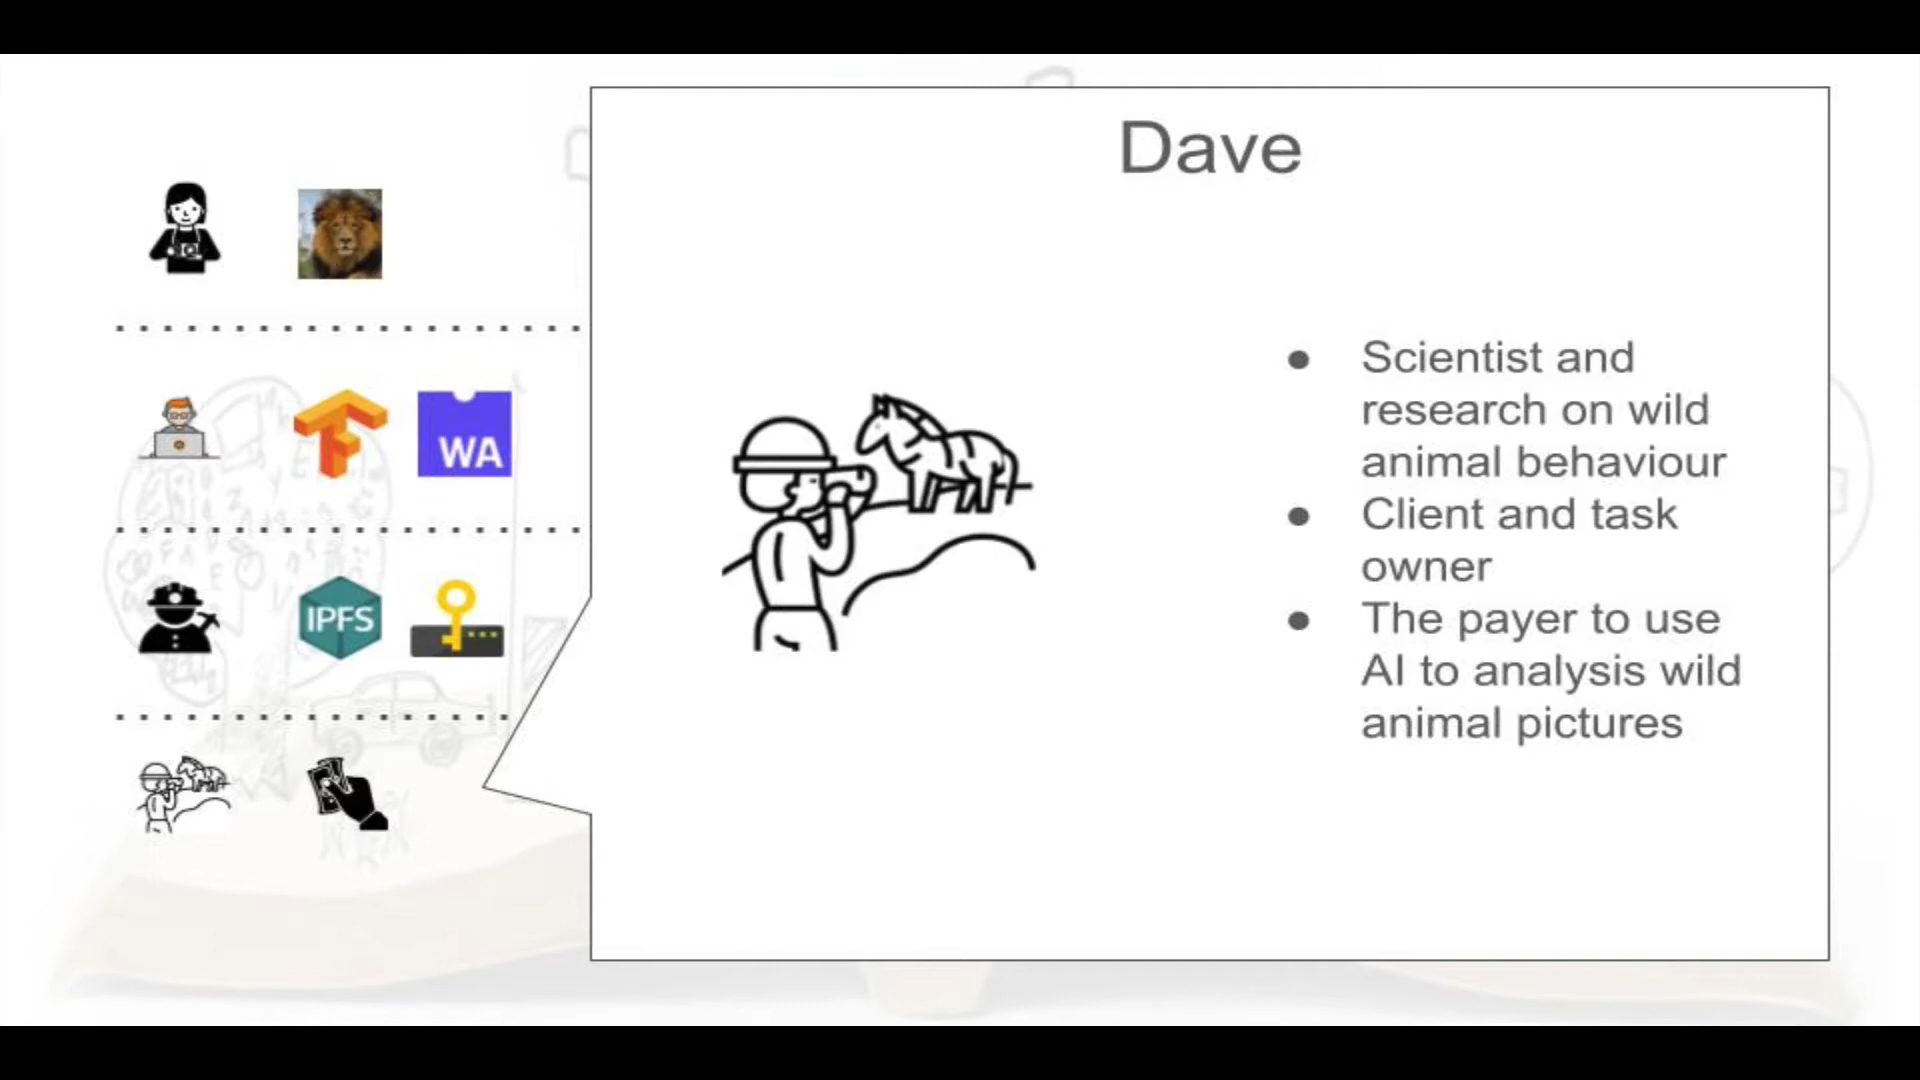 Dave
● Scientist and
research on wild
animal behaviour
● Client and task
owner
● The payer to use
AI to analysis wild
animal pictures
WA
IPFS